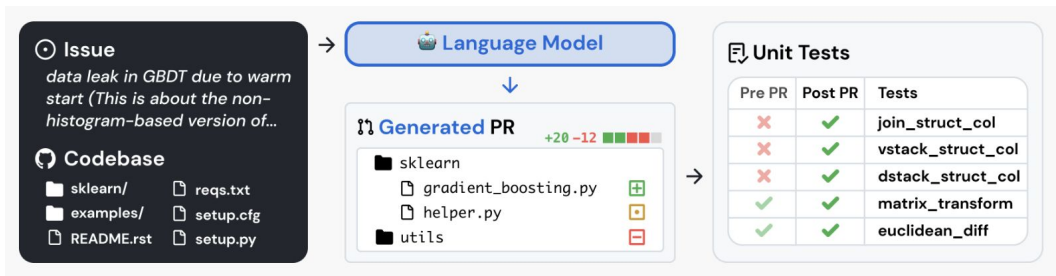 Issue
data leak in GBDT due to warm
start (This is about the non-
histogram-based version of...
Codebase
sklearn/
reqs.txt
examples/
setup.cfg
README.rst
setup.py
Language Model
Generated PR
+20 -12
sklearn
gradient_boosting.py
helper.py
utils
Unit Tests
Pre PR Post PR Tests
join_struct_col
vstack_struct_col
dstack_struct_col
matrix_transform
euclidean_diff